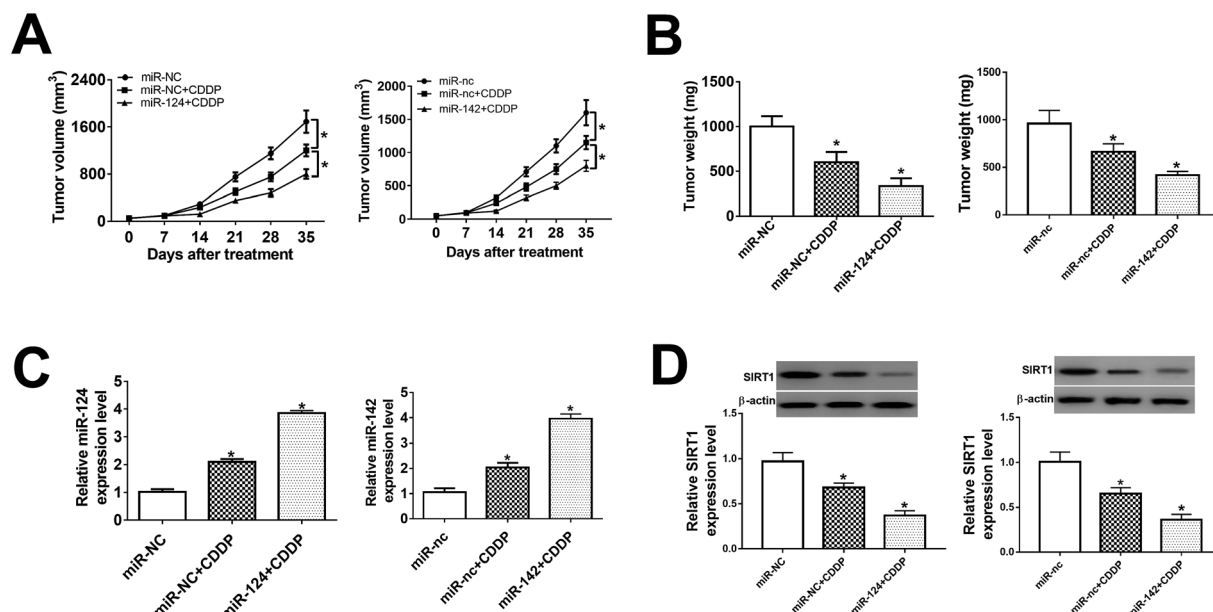 A
Tumor volume (mm3)
2400
1800
1200
600
0
miR-NC
miR-NC+CDDP
miR-124+CDDP
*
*
0 7 14 21 28 35
Days after treatment
Tumor volume (mm3)
2000
1500
1000
500
0
miR-nc
miR-nc+CDDP
miR-142+CDDP
*
*
0 7 14 21 28 35
Days after treatment
B
Tumor weight (mg)
1500
1000
500
0
*
*
miR-NC
miR-NC+CDDP
miR-124+CDDP
Tumor weight (mg)
1500
1000
500
0
*
*
miR-nc
miR-nc+CDDP
miR-142+CDDP
C
Relative miR-124
expression level
5
4
3
2
1
0
*
*
miR-NC
miR-NC+CDDP
miR-124+CDDP
Relative miR-142
expression level
5
4
3
2
1
0
*
*
miR-nc
miR-nc+CDDP
miR-142+CDDP
D
SIRT1
β-actin
Relative SIRT1
expression level
1.5
1.0
0.5
0.0
*
*
miR-NC
miR-NC+CDDP
miR-124+CDDP
SIRT1
β-actin
Relative SIRT1
expression level
1.5
1.0
0.5
0.0
*
*
miR-nc
miR-nc+CDDP
miR-142+CDDP